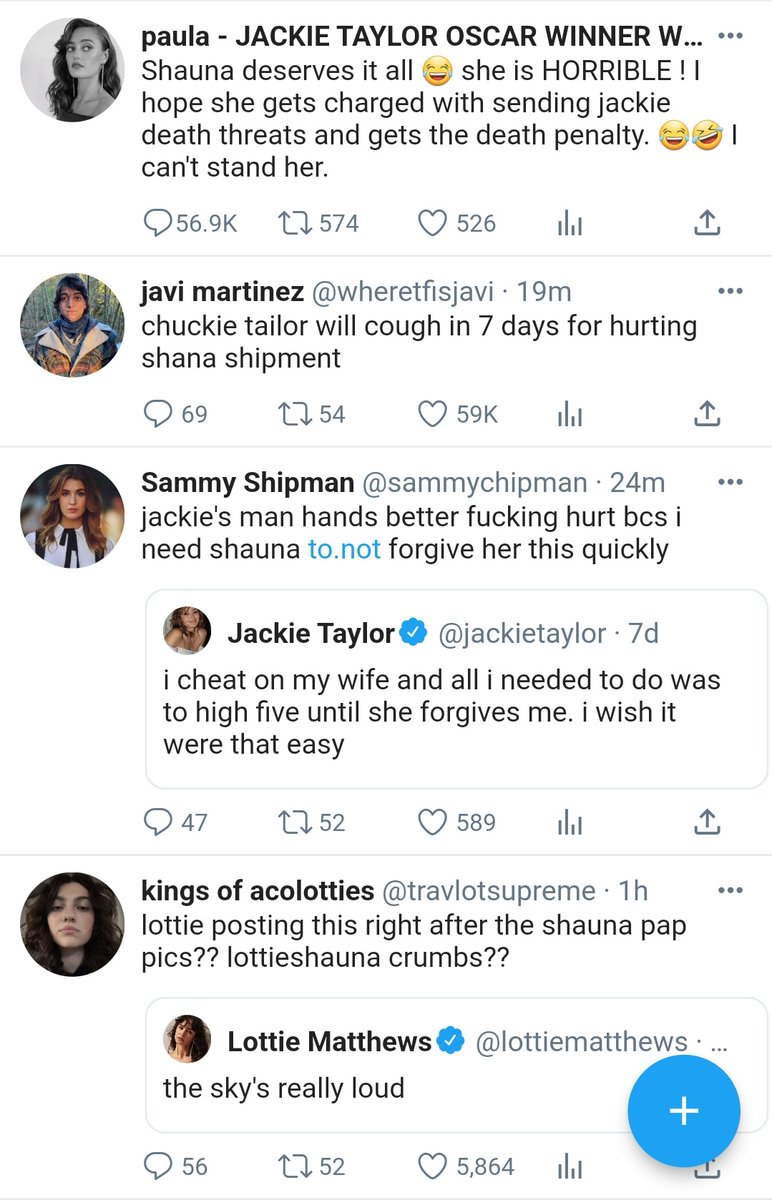 paula - JACKIE TAYLOR OSCAR WINNER W...
Shauna deserves it all 😂 she is HORRIBLE ! I
hope she gets charged with sending jackie
death threats and gets the death penalty. 😂🤣 I
can't stand her.
56.9K 574 526
javi martinez @wheretfisjavi · 19m
chuckie tailor will cough in 7 days for hurting
shana shipment
69 54 59K
Sammy Shipman @sammychipman · 24m
jackie's man hands better fucking hurt bcs i
need shauna to.not forgive her this quickly
Jackie Taylor @jackietaylor · 7d
i cheat on my wife and all i needed to do was
to high five until she forgives me. i wish it
were that easy
47 52 589
kings of acolotties @travlotsupreme · 1h
lottie posting this right after the shauna pap
pics?? lottieshauna crumbs??
Lottie Matthews @lottiematthews · ...
the sky's really loud
56 52 5,864